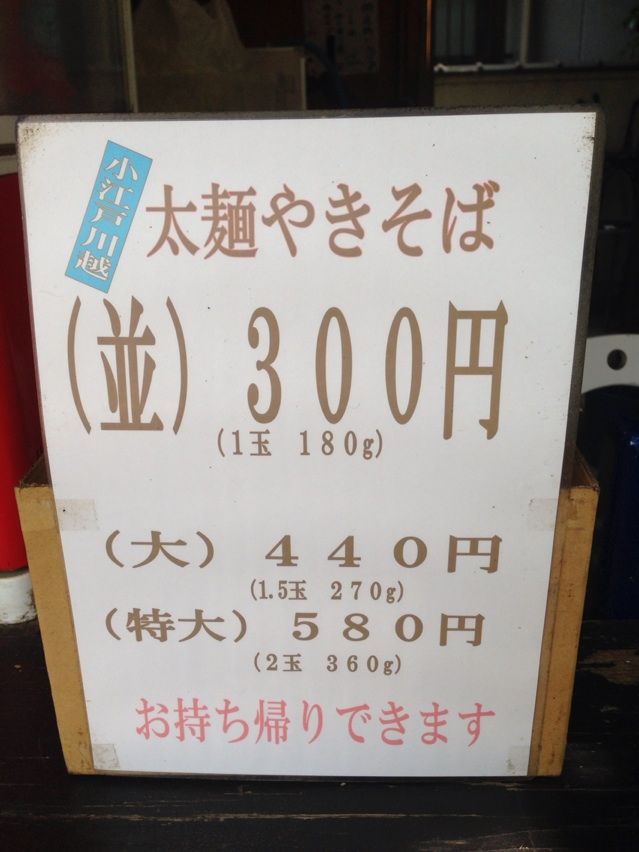 小江戸川越
太麺やきそば
(並) 300円
(1玉 180g)
(大) 440円
(1.5玉 270g)
(特大) 580円
(2玉 360g)
お持ち帰りできます